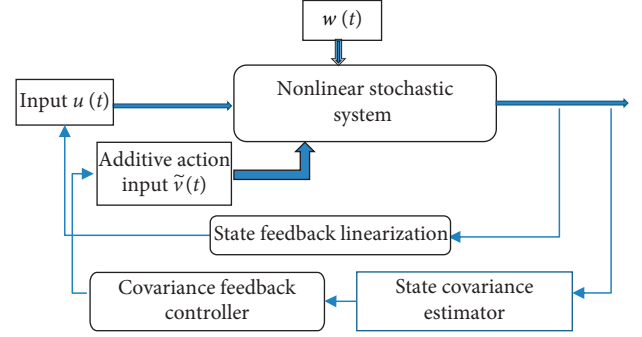 w (t)
Nonlinear stochastic
system
Input u (t)
Additive action
input ṽ(t)
State feedback linearization
Covariance feedback
controller
State covariance
estimator